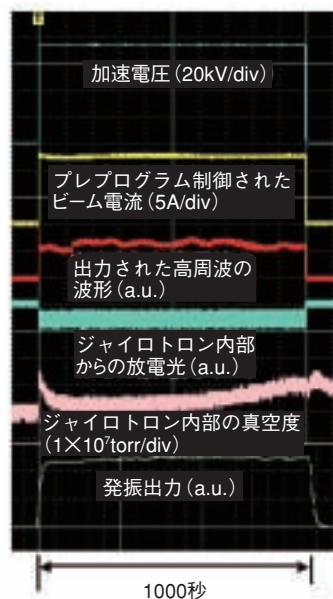 加速電圧(20kV/div)
プレプログラム制御された
ビーム電流(5A/div)
出力された高周波の
波形(a.u.)
ジャイロトロン内部
からの放電光(a.u.)
ジャイロトロン内部の真空度
(1×10⁷torr/div)
発振出力(a.u.)
1000秒